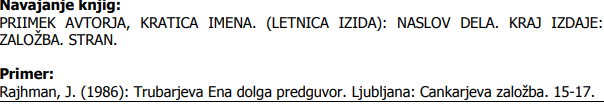 Navajanje knjig:
PRIIMEK AVTORJA, KRATICA IMENA. (LETNICA IZIDA): NASLOV DELA. KRAJ IZDAJE:
ZALOŽBA. STRAN.
Primer:
Rajhman, J. (1986): Trubarjeva Ena dolga predguvor. Ljubljana: Cankarjeva založba. 15-17.